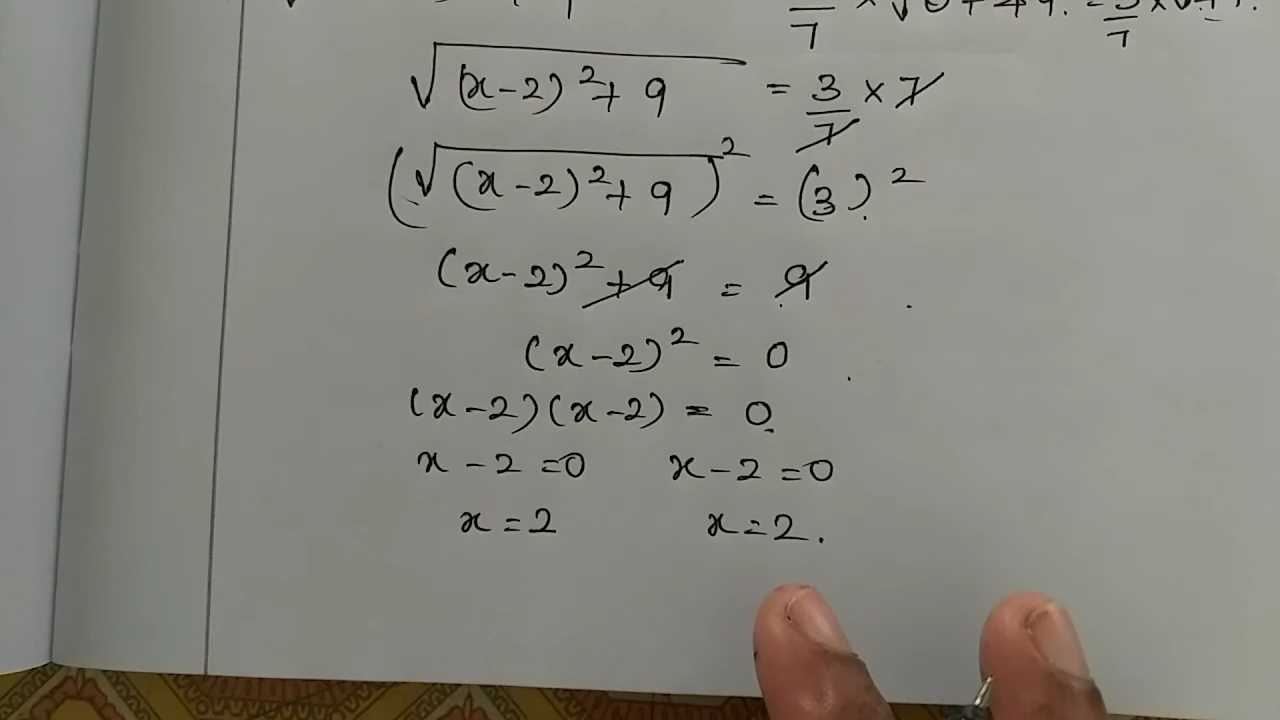 √((x-2)²+9) = 3/7 × 7
(√((x-2)²+9))² = (3)²
(x-2)²+9 = 9
(x-2)² = 0
(x-2)(x-2) = 0
x-2=0 x-2=0
x=2 x=2.